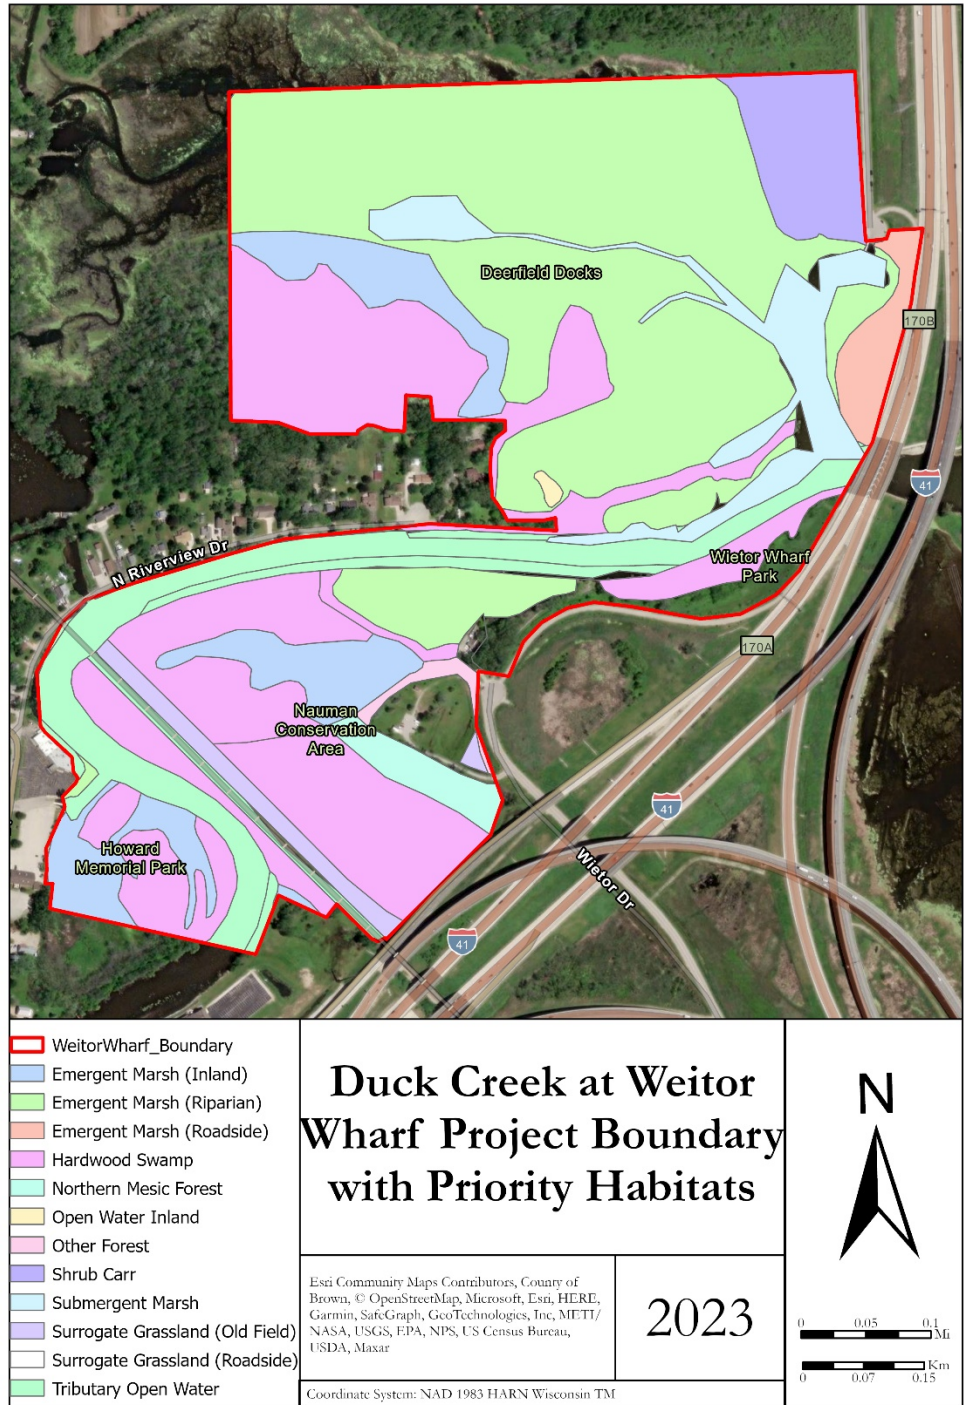 Deerfield Docks
170B
41
N Riverview Dr
Wietor Wharf
Park
170A
Nauman
Conservation
Area
41
Howard
Memorial Park
Wietor Dr
41
WeitorWharf_Boundary
Emergent Marsh (Inland)
Emergent Marsh (Riparian)
Emergent Marsh (Roadside)
Hardwood Swamp
Northern Mesic Forest
Open Water Inland
Other Forest
Shrub Carr
Submergent Marsh
Surrogate Grassland (Old Field)
Surrogate Grassland (Roadside)
Tributary Open Water
Duck Creek at Weitor
Wharf Project Boundary
with Priority Habitats
Esri Community Maps Contributors, County of
Brown, © OpenStreetMap, Microsoft, Esri, HERE,
Garmin, SafeGraph, GeoTechnologies, Inc, METI/
NASA, USGS, EPA, NPS, US Census Bureau,
USDA, Maxar
2023
Coordinate System: NAD 1983 HARN Wisconsin TM
N
0 0.05 0.1
Mi
Km
0 0.07 0.15